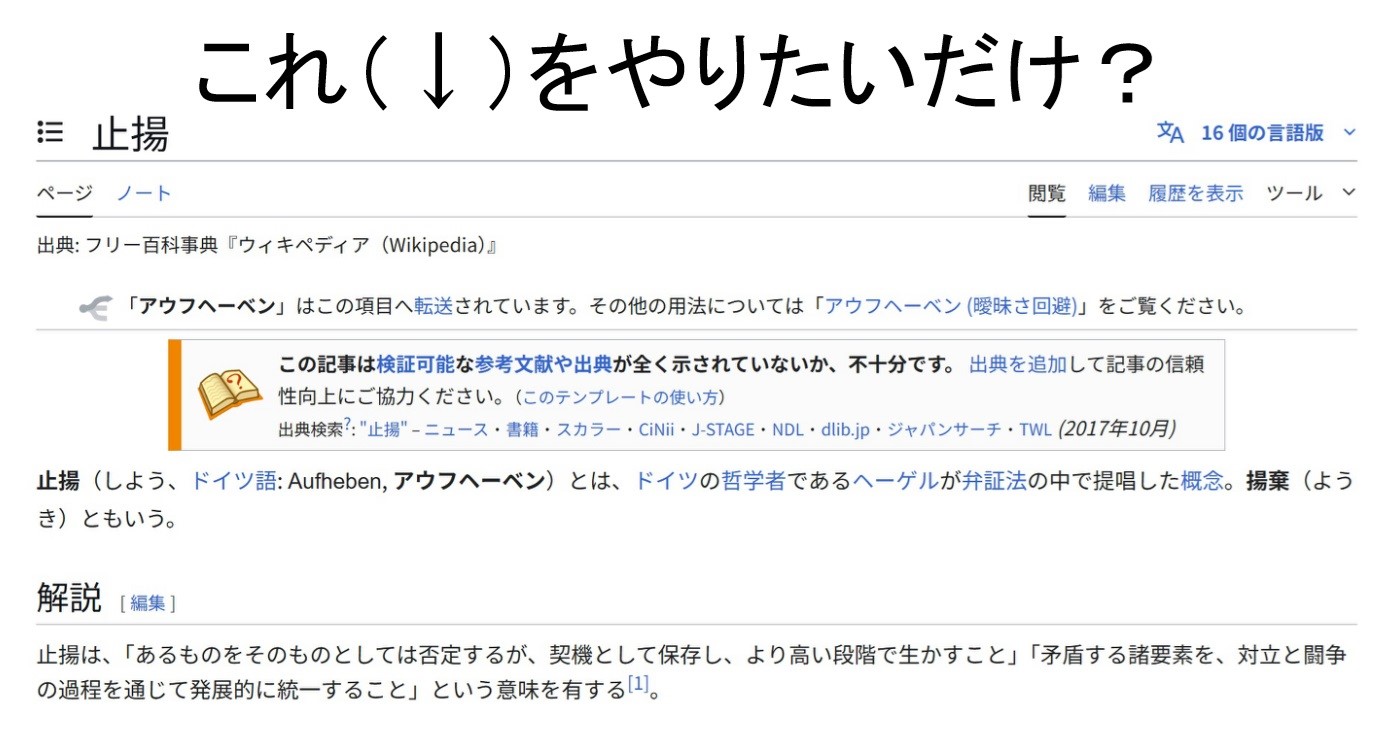 これ(↓)をやりたいだけ？
止揚
16 個の言語版
ページ ノート
閲覧 編集 履歴を表示 ツール
出典: フリー百科事典『ウィキペディア（Wikipedia）』
「アウフヘーベン」はこの項目へ転送されています。その他の用法については「アウフヘーベン (曖昧さ回避)」をご覧ください。
この記事は検証可能な参考文献や出典が全く示されていないか、不十分です。 出典を追加して記事の信頼
性向上にご協力ください。（このテンプレートの使い方）
出典検索?: "止揚" – ニュース・書籍・スカラー・CiNii・J-STAGE・NDL・dlib.jp・ジャパンサーチ・TWL (2017年10月)
止揚（しよう、ドイツ語: Aufheben, アウフヘーベン）とは、ドイツの哲学者であるヘーゲルが弁証法の中で提唱した概念。揚棄（よう
き）ともいう。
解説 [ 編集 ]
止揚は、「あるものをそのものとしては否定するが、契機として保存し、より高い段階で生かすこと」「矛盾する諸要素を、対立と闘争
の過程を通じて発展的に統一すること」という意味を有する[1]。